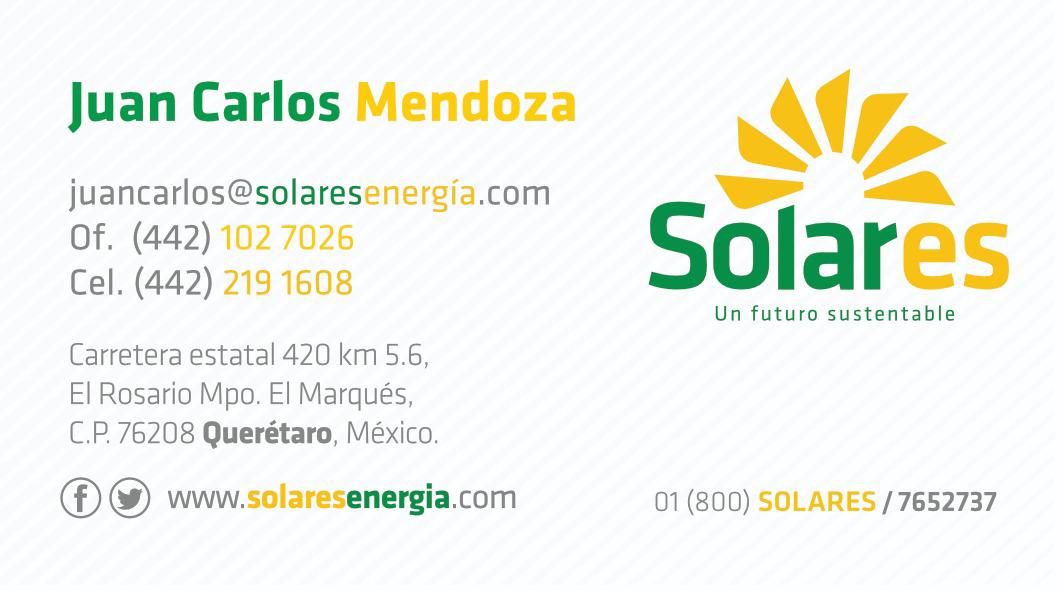 Juan Carlos Mendoza
juancarlos@solaresenergía.com
Of. (442) 102 7026
Cel. (442) 219 1608
Carretera estatal 420 km 5.6,
El Rosario Mpo. El Marqués,
C.P. 76208 Querétaro, México.
www.solaresenergia.com
Solares
Un futuro sustentable
01 (800) SOLARES / 7652737